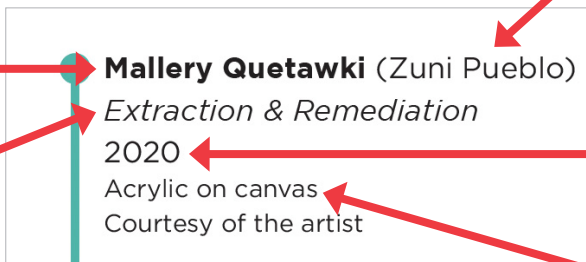 Mallery Quetawki (Zuni Pueblo)
Extraction & Remediation
2020
Acrylic on canvas
Courtesy of the artist